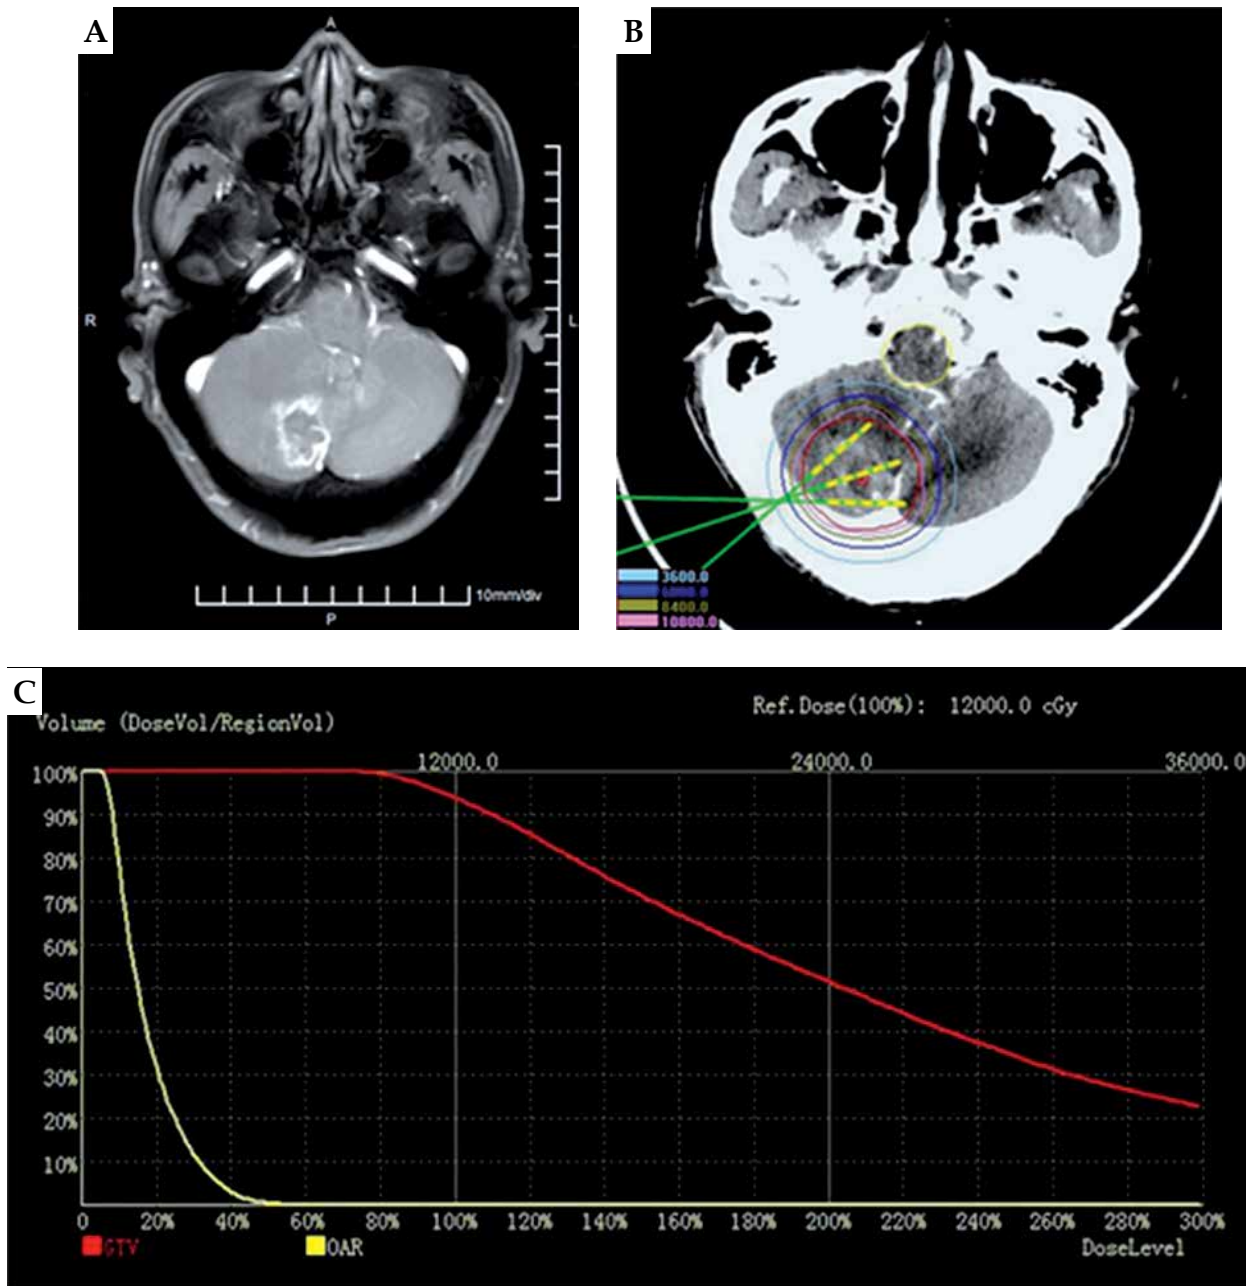 A
A
R
L
10mm/div
P
B
3600.0
6000.0
8400.0
10800.0
C
Volume (DoseVol/RegionVol)
Ref.Dose(100%): 12000.0 cGy
12000.0 24000.0 36000.0
100%
90%
80%
70%
60%
50%
40%
30%
20%
10%
0 20% 40% 60% 80% 100% 120% 140% 160% 180% 200% 220% 240% 260% 280% 300%
GTV OAR DoseLevel